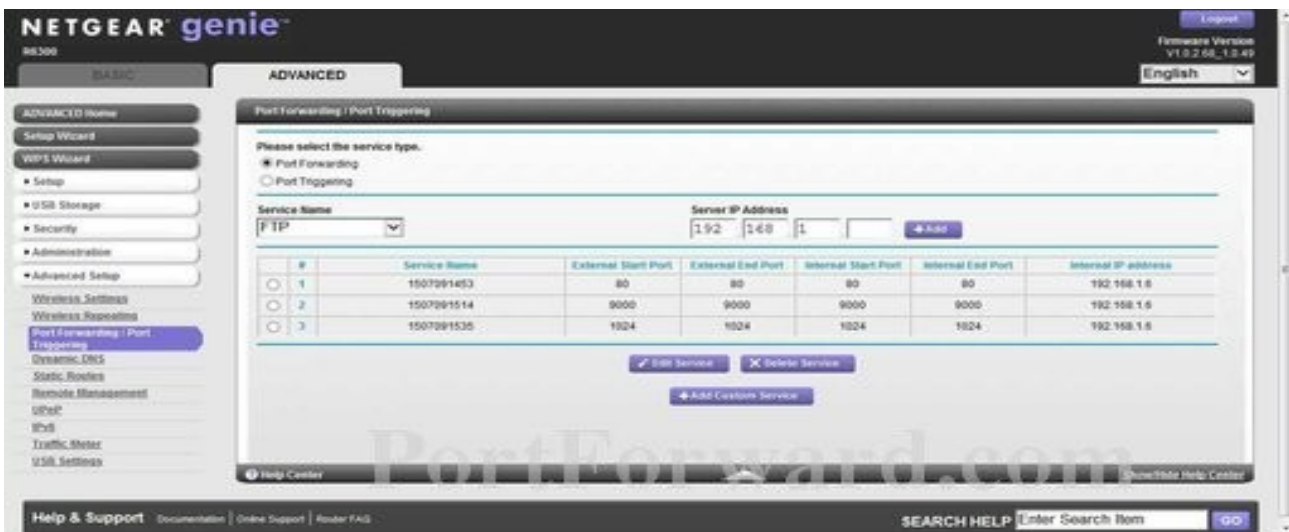 NETGEAR genie
R6300
Logout
Firmware Version
V1.0.2.68_1.0.49
BASIC
ADVANCED
English
ADVANCED Home
Setup Wizard
WPS Wizard
Setup
USB Storage
Security
Administration
Advanced Setup
Wireless Settings
Wireless Repeating
Port Forwarding / Port
Triggering
Dynamic DNS
Static Routes
Remote Management
UPnP
IPv6
Traffic Meter
USB Settings
Port Forwarding / Port Triggering
Please select the service type.
Port Forwarding
Port Triggering
Service Name
Server IP Address
FTP
192 168 1
+ Add
# Service Name External Start Port External End Port Internal Start Port Internal End Port Internal IP address
1 1507091453 80 80 80 80 192.168.1.6
2 1507091514 9000 9000 9000 9000 192.168.1.6
3 1507091535 1024 1024 1024 1024 192.168.1.6
Edit Service
X Delete Service
+ Add Custom Service
PortForward.com
Help Center
Show/Hide Help Center
Help & Support Documentation | Online Support | Router FAQ
SEARCH HELP Enter Search Item GO